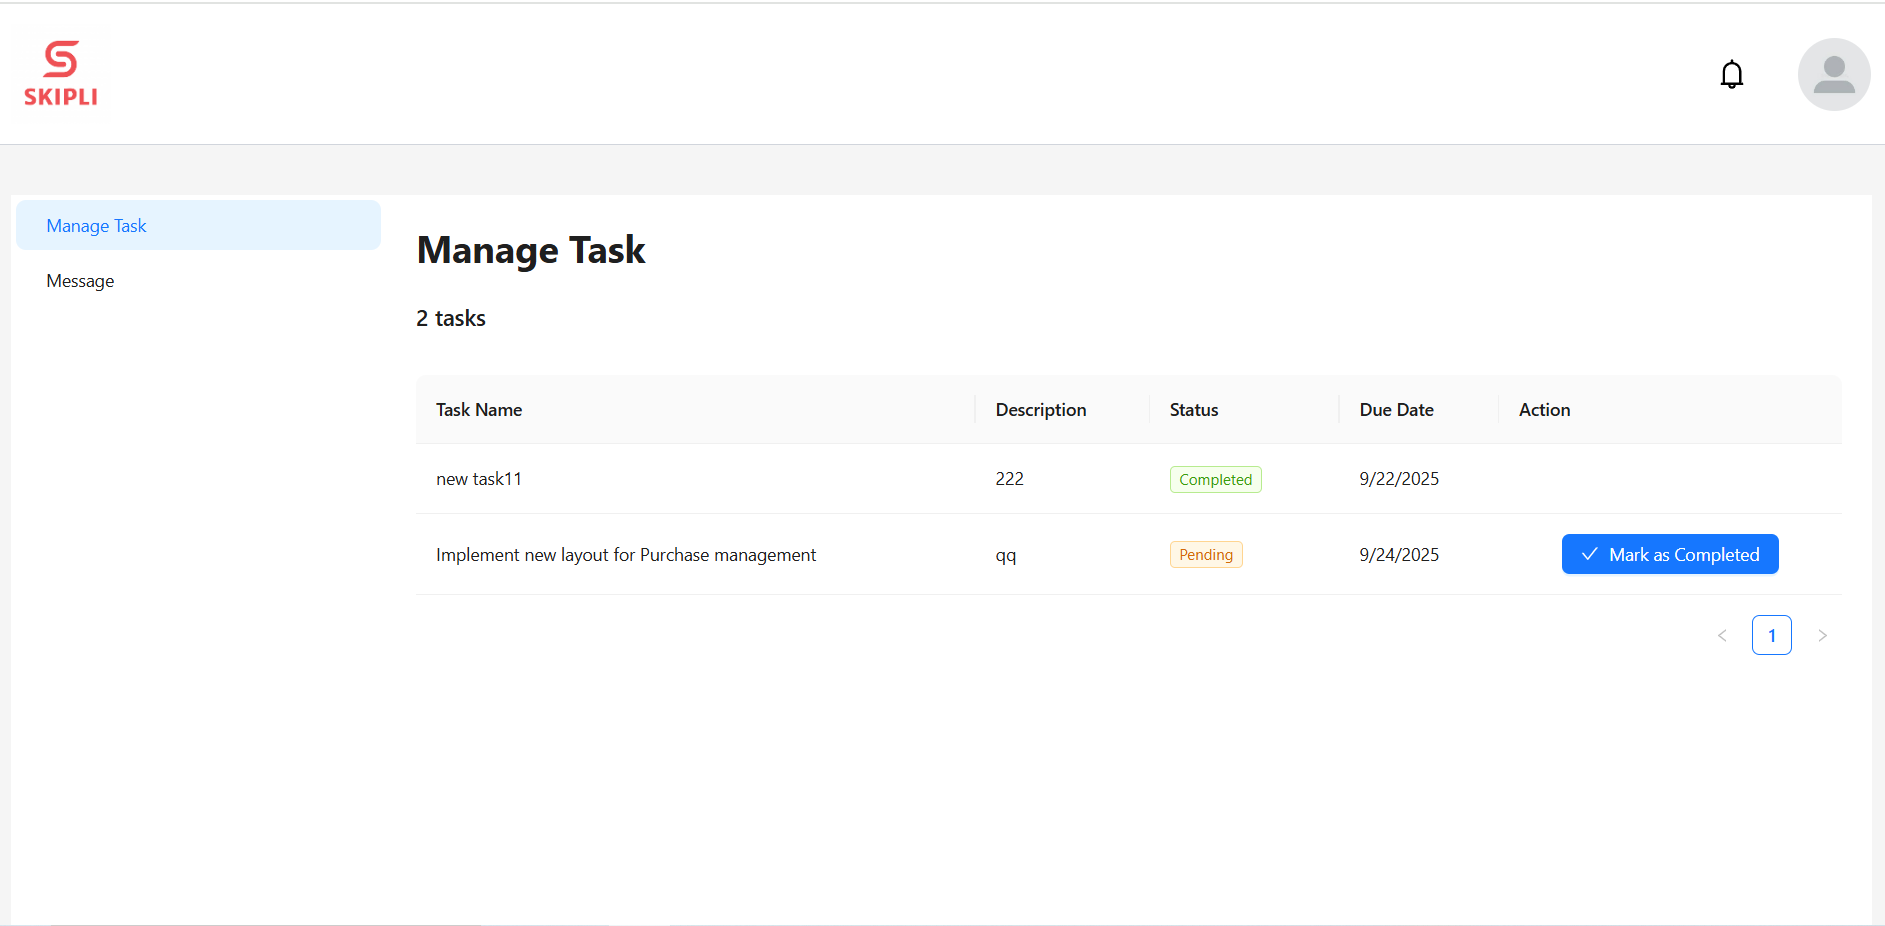 SKIPLI
Manage Task
Message
Manage Task
2 tasks
Task Name Description Status Due Date Action
new task11 222 Completed 9/22/2025
Implement new layout for Purchase management qq Pending 9/24/2025 Mark as Completed
< 1 >